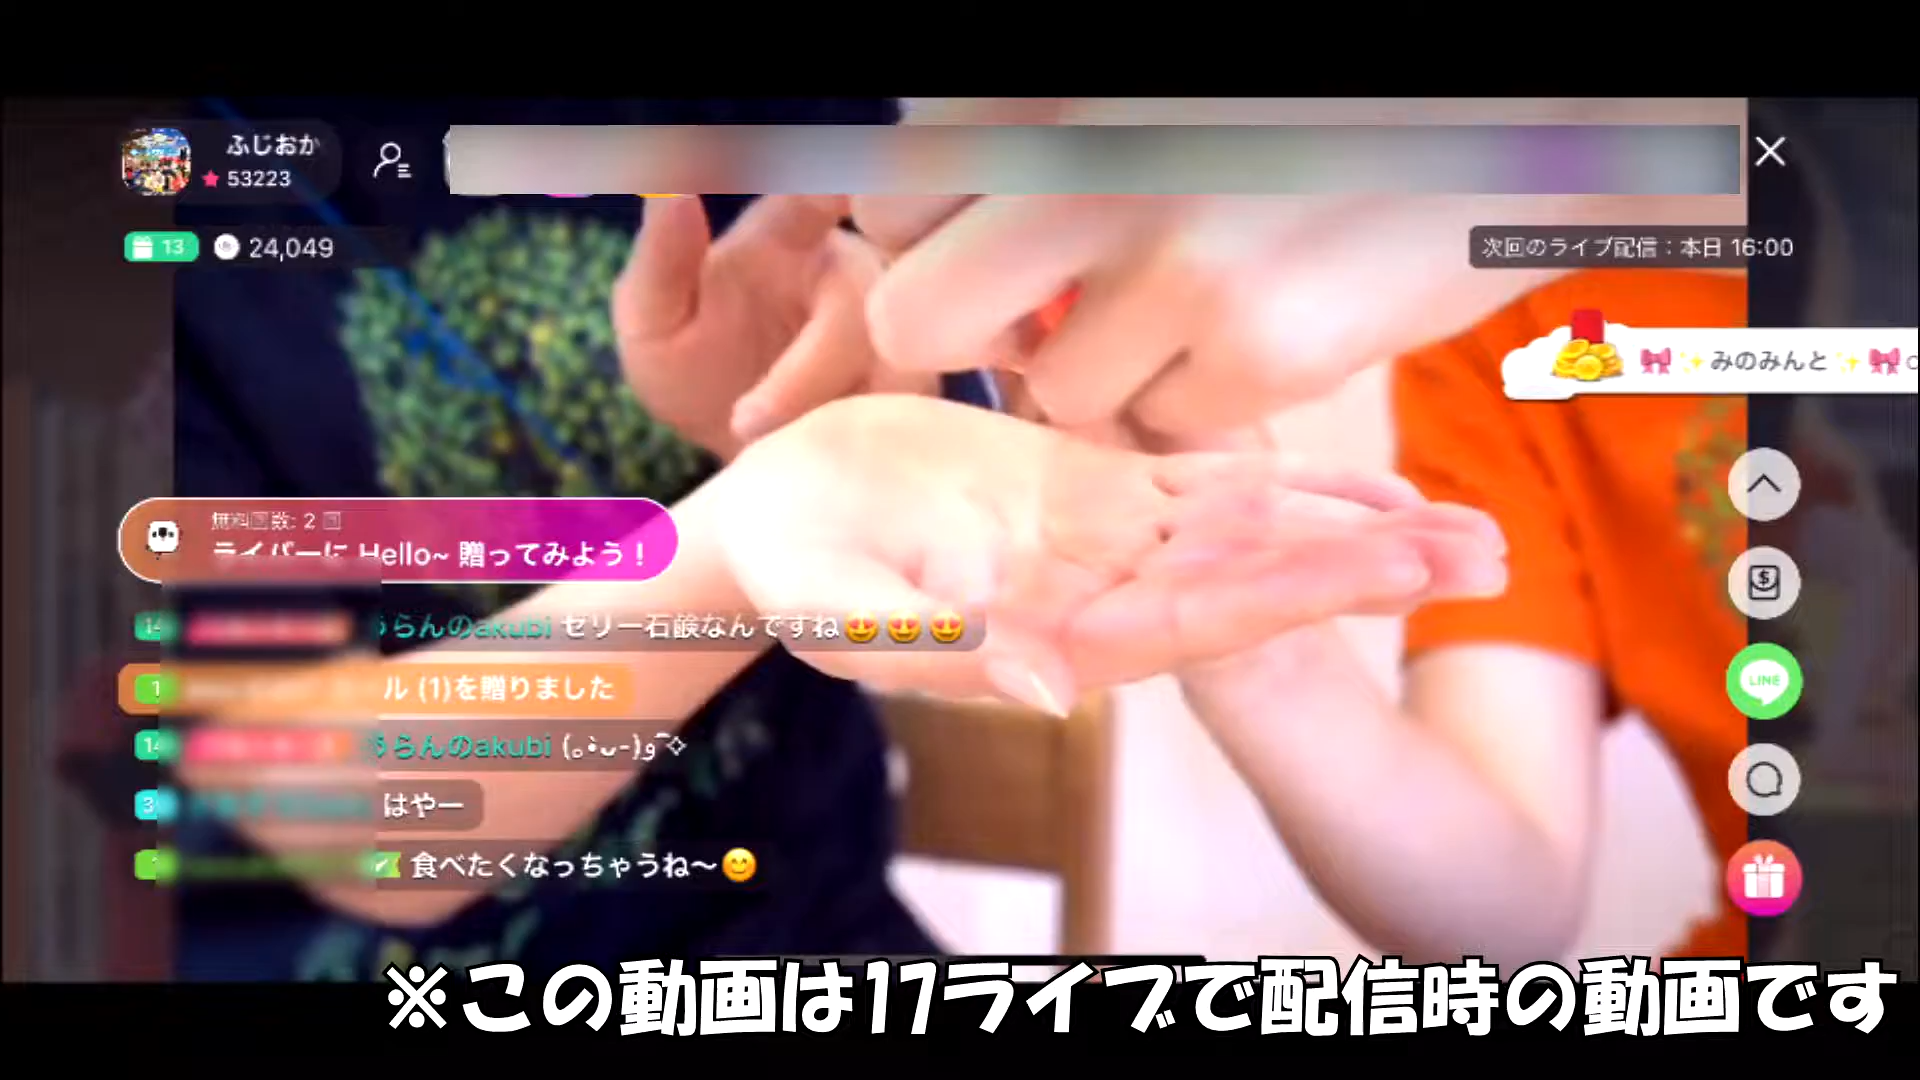 ふじおか
53223
13
24,049
次回のライブ配信：本日 16:00
🎀✨みのみんと✨🎀
無料回数: 2 回
ライバーに Hello~ 贈ってみよう！
らんのakubi ゼリー石鹸なんですね😍😍😍
ル (1)を贈りました
らんのakubi (｡•̀ᴗ-)و ̑̑✧
はやー
食べたくなっちゃうね〜😊
LINE
※この動画は17ライブで配信時の動画です